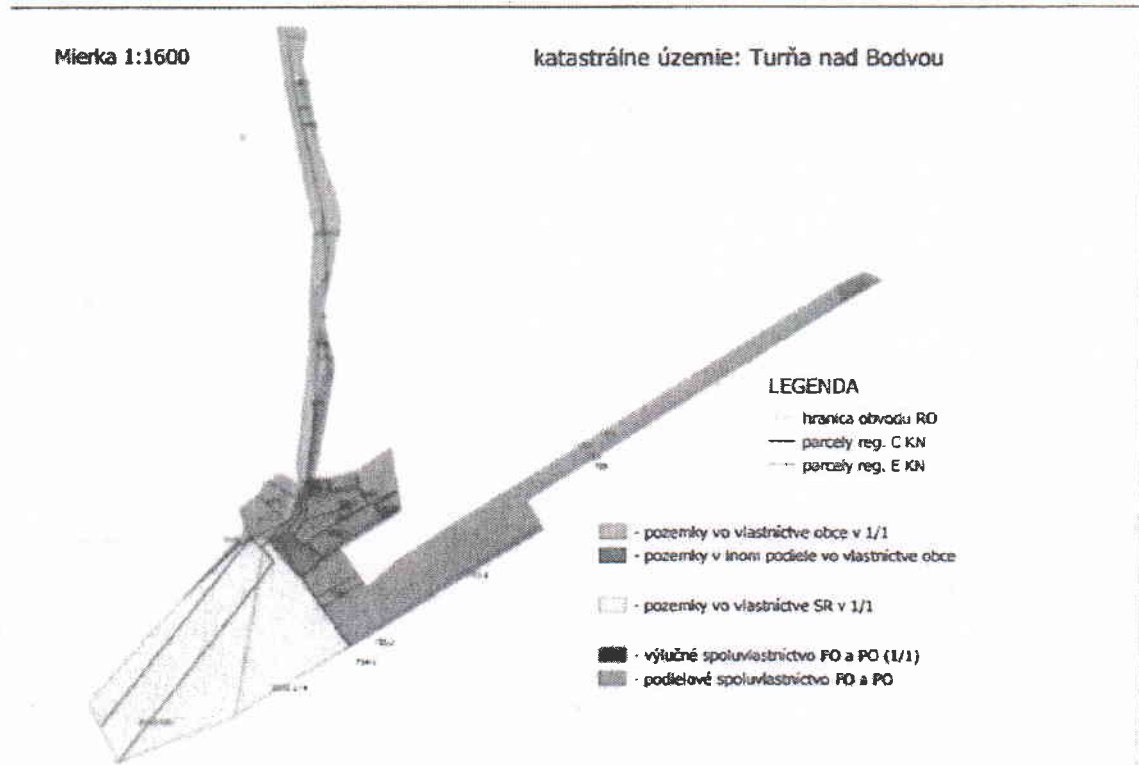 Mierka 1:1600
katastrálne územie: Turňa nad Bodvou
LEGENDA
hranica obvodu RO
parcely reg. C KN
parcely reg. E KN
- pozemky vo vlastníctve obce v 1/1
- pozemky v inom podiele vo vlastníctve obce
- pozemky vo vlastníctve SR v 1/1
- výlučné spoluvlastníctvo FO a PO (1/1)
- podielové spoluvlastníctvo FO a PO